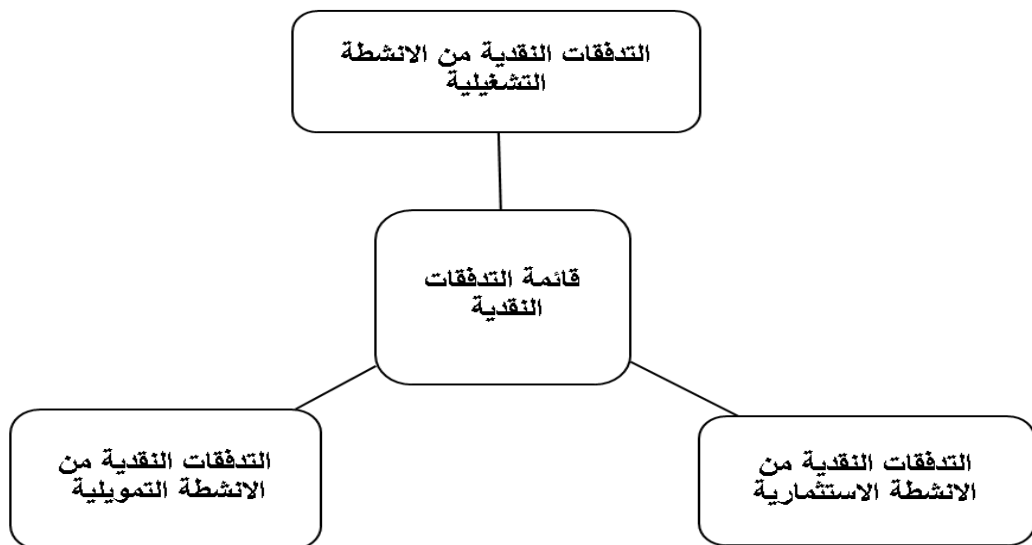 التدفقات النقدية من الانشطة
التشغيلية
قائمة التدفقات
النقدية
التدفقات النقدية من
الانشطة الاستثمارية
التدفقات النقدية من
الانشطة التمويلية